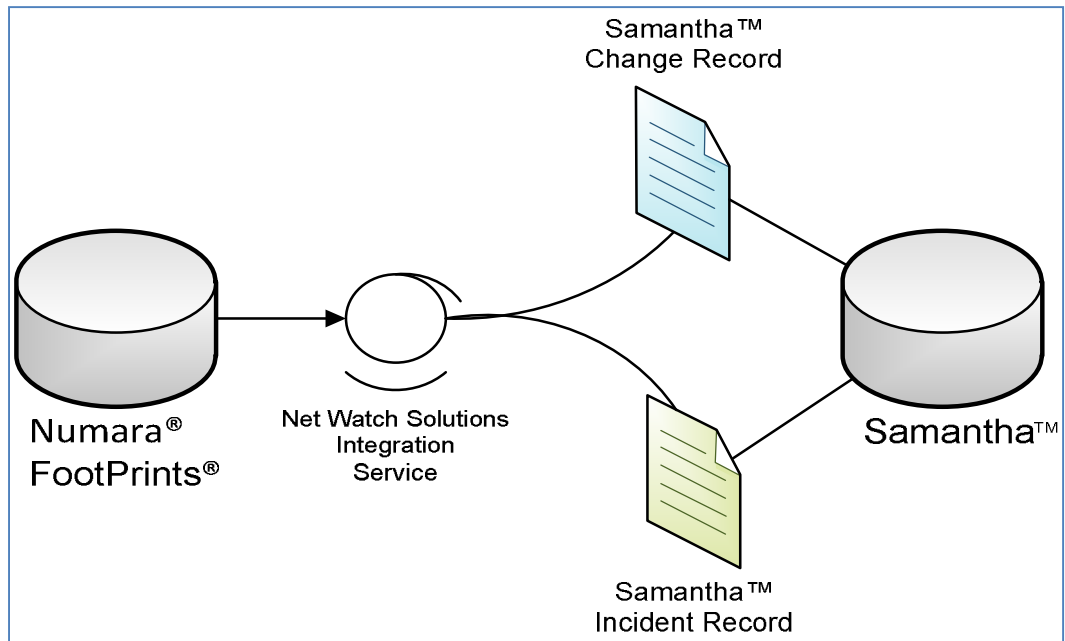 Samantha™
Change Record
Net Watch Solutions
Integration
Service
Numara®
FootPrints®
Samantha™
Samantha™
Incident Record